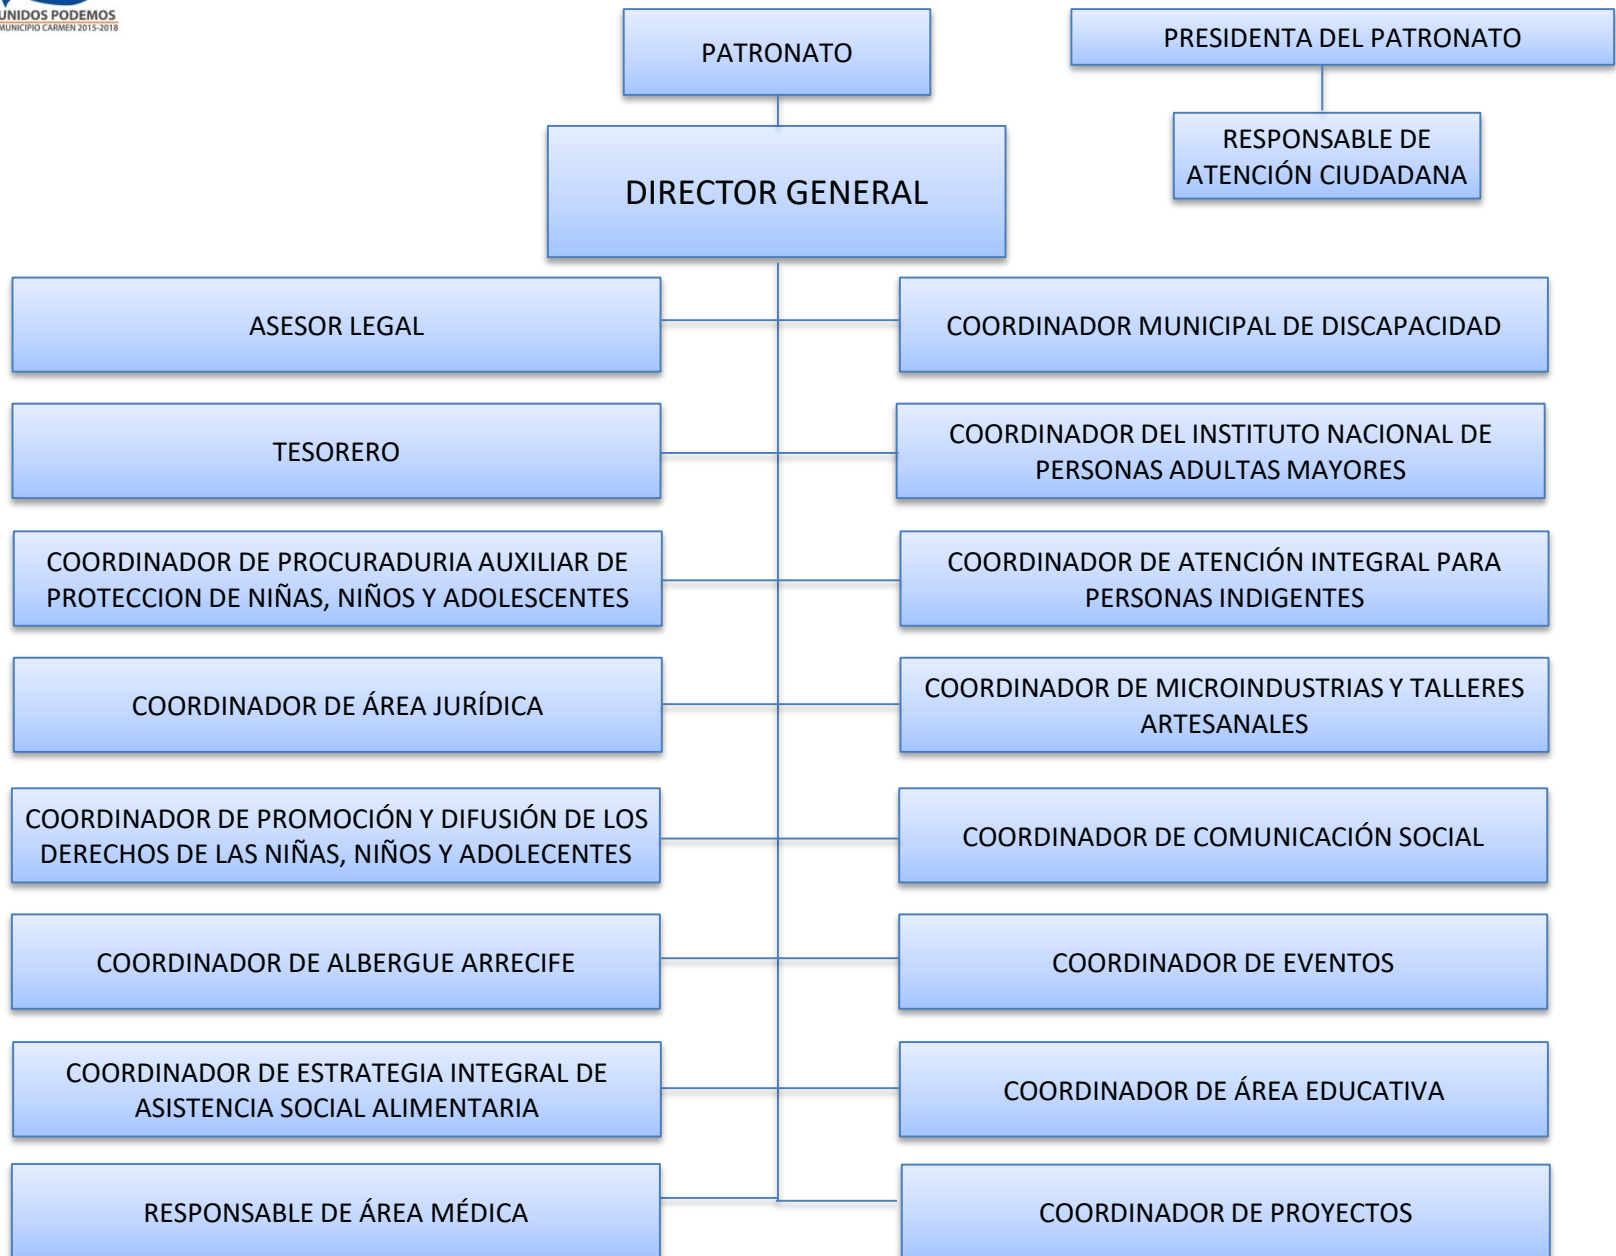 UNIDOS PODEMOS
MUNICIPIO CARMEN 2015-2018
PATRONATO
PRESIDENTA DEL PATRONATO
RESPONSABLE DE
ATENCIÓN CIUDADANA
DIRECTOR GENERAL
ASESOR LEGAL
COORDINADOR MUNICIPAL DE DISCAPACIDAD
TESORERO
COORDINADOR DEL INSTITUTO NACIONAL DE
PERSONAS ADULTAS MAYORES
COORDINADOR DE PROCURADURIA AUXILIAR DE
PROTECCION DE NIÑAS, NIÑOS Y ADOLESCENTES
COORDINADOR DE ATENCIÓN INTEGRAL PARA
PERSONAS INDIGENTES
COORDINADOR DE ÁREA JURÍDICA
COORDINADOR DE MICROINDUSTRIAS Y TALLERES
ARTESANALES
COORDINADOR DE PROMOCIÓN Y DIFUSIÓN DE LOS
DERECHOS DE LAS NIÑAS, NIÑOS Y ADOLECENTES
COORDINADOR DE COMUNICACIÓN SOCIAL
COORDINADOR DE ALBERGUE ARRECIFE
COORDINADOR DE EVENTOS
COORDINADOR DE ESTRATEGIA INTEGRAL DE
ASISTENCIA SOCIAL ALIMENTARIA
COORDINADOR DE ÁREA EDUCATIVA
RESPONSABLE DE ÁREA MÉDICA
COORDINADOR DE PROYECTOS